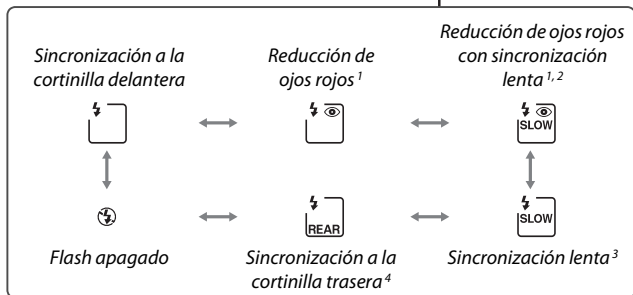 Sincronización a la
cortinilla delantera
Reducción de
ojos rojos 1
Reducción de ojos rojos
con sincronización
lenta 1, 2
SLOW
REAR
SLOW
Flash apagado
Sincronización a la
cortinilla trasera 4
Sincronización lenta 3